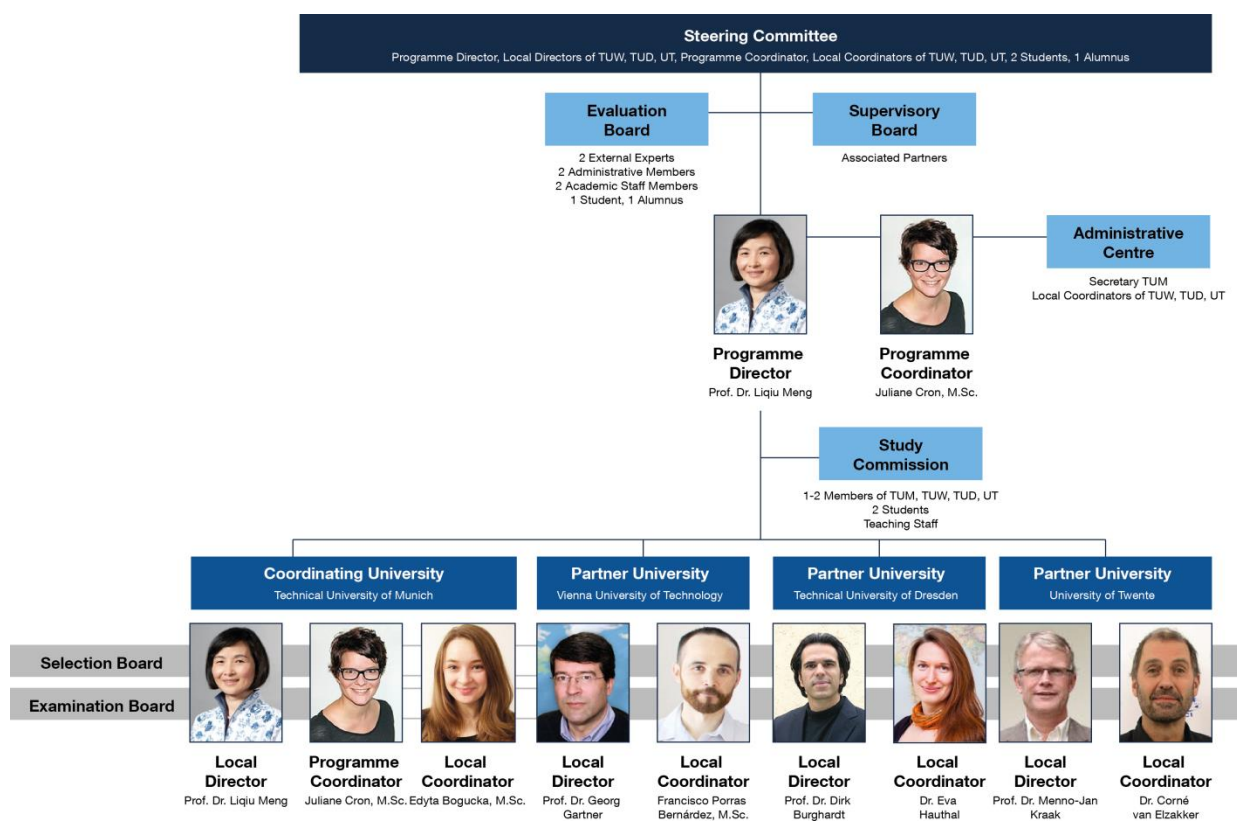 Steering Committee
Programme Director, Local Directors of TUW, TUD, UT, Programme Coordinator, Local Coordinators of TUW, TUD, UT, 2 Students, 1 Alumnus
Evaluation
Board
2 External Experts
2 Administrative Members
2 Academic Staff Members
1 Student, 1 Alumnus
Supervisory
Board
Associated Partners
Administrative
Centre
Secretary TUM
Local Coordinators of TUW, TUD, UT
Programme
Director
Prof. Dr. Liqiu Meng
Programme
Coordinator
Juliane Cron, M.Sc.
Study
Commission
1-2 Members of TUM, TUW, TUD, UT
2 Students
Teaching Staff
Coordinating University
Technical University of Munich
Partner University
Vienna University of Technology
Partner University
Technical University of Dresden
Partner University
University of Twente
Selection Board
Examination Board
Local
Director
Prof. Dr. Liqiu Meng
Programme
Coordinator
Juliane Cron, M.Sc.
Local
Coordinator
Edyta Bogucka, M.Sc.
Local
Director
Prof. Dr. Georg
Gartner
Local
Coordinator
Francisco Porras
Bernárdez, M.Sc.
Local
Director
Prof. Dr. Dirk
Burghardt
Local
Coordinator
Dr. Eva
Hauthal
Local
Director
Prof. Dr. Menno-Jan
Kraak
Local
Coordinator
Dr. Corné
van Elzakker